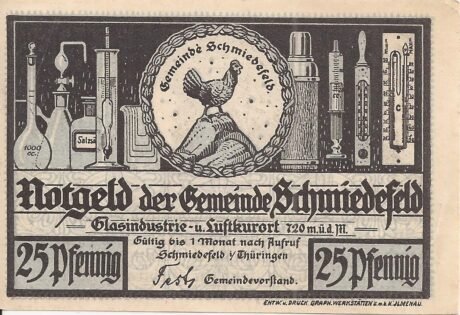 Gemeinde Schmiedefeld.
1000 cc.
Notgeld der Gemeinde Schmiedefeld
Glasindustrie- u. Luftkurort 720 m.ü.d.M.
Gültig bis 1 Monat nach Aufruf
Schmiedefeld i/ Thüringen
Gemeindevorstand.
25 Pfennig
25 Pfennig
ENTW. u. DRUCK GRAPH. WERKSTÄTTEN G.m.b.H. ILMENAU.